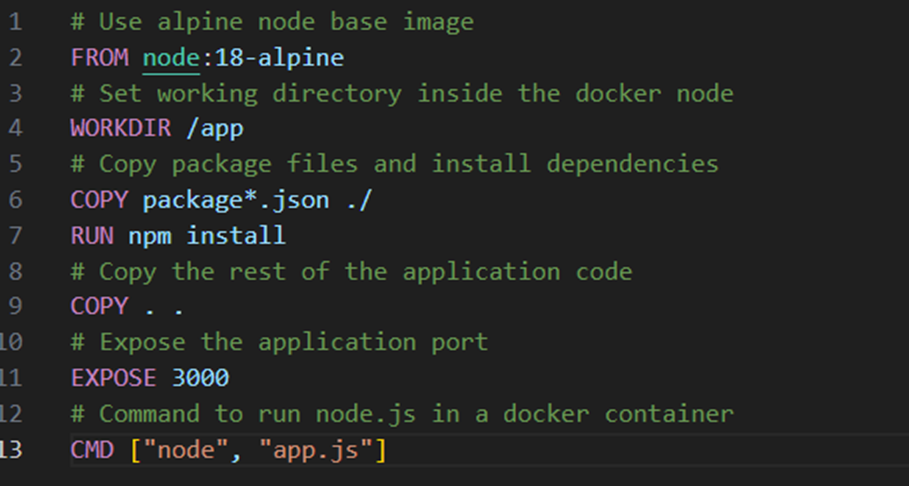 1 # Use alpine node base image
2 FROM node:18-alpine
3 # Set working directory inside the docker node
4 WORKDIR /app
5 # Copy package files and install dependencies
6 COPY package*.json ./
7 RUN npm install
8 # Copy the rest of the application code
9 COPY . .
10 # Expose the application port
11 EXPOSE 3000
12 # Command to run node.js in a docker container
13 CMD ["node", "app.js"]